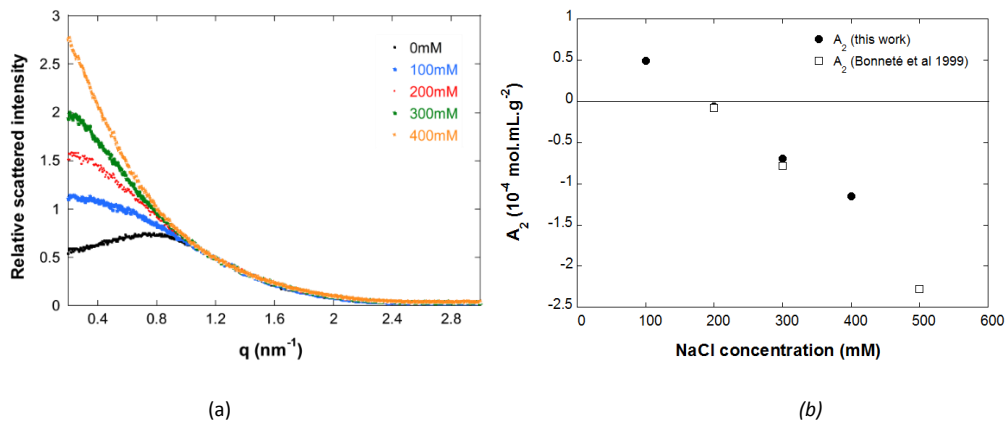 3
2.5
2
1.5
1
0.5
0
0.4
0.8
1.2
1.6
2
2.4
2.8
Relative scattered intensity
q (nm⁻¹)
0mM
100mM
200mM
300mM
400mM
(a)
1
0.5
0
-0.5
-1
-1.5
-2
-2.5
0
100
200
300
400
500
600
A₂ (10⁻⁴ mol.mL.g⁻²)
NaCl concentration (mM)
A₂ (this work)
A₂ (Bonneté et al 1999)
(b)